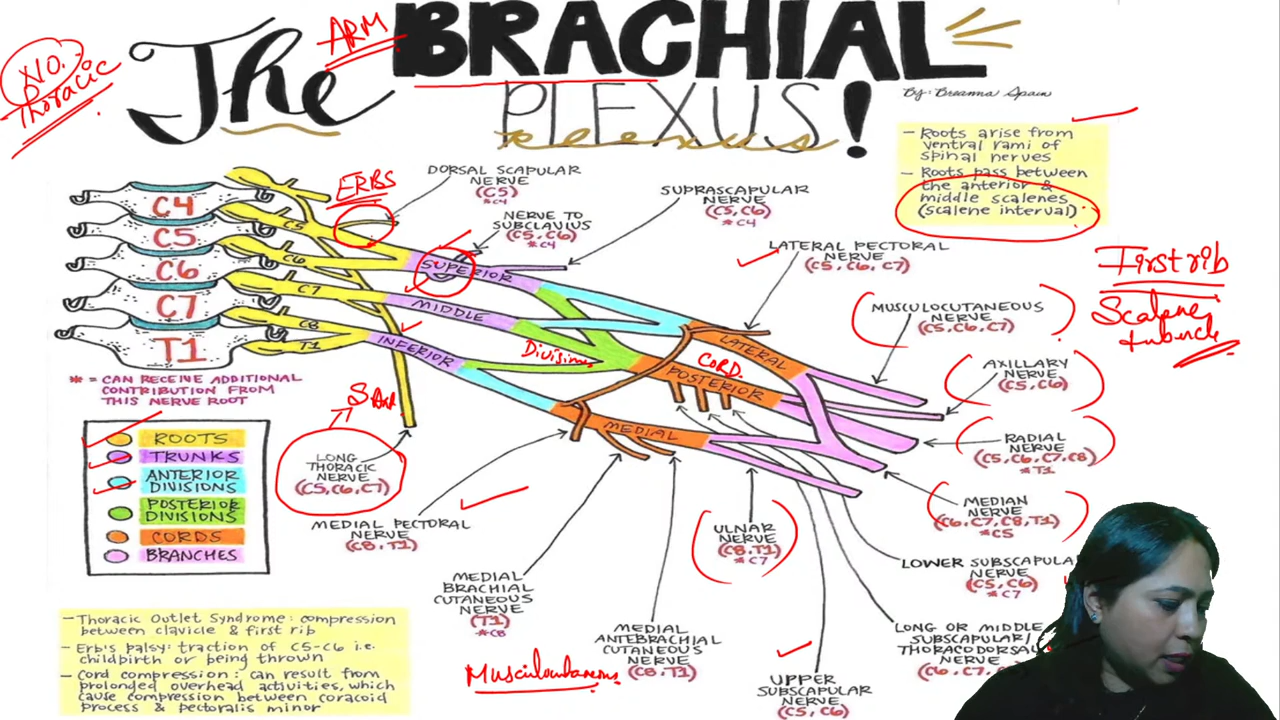 The BRACHIAL
PLEXUS!
plexus
By: Breanna Spain
ARM
NO.
Thoracic
- Roots arise from
ventral rami of
spinal nerves
- Roots pass between
the anterior &
middle scalenes
(scalene interval)
First rib
ERBS
DORSAL SCAPULAR
NERVE
(C5)
*C4
NERVE TO
SUBCLAVIUS
(C5, C6)
*C4
SUPRASCAPULAR
NERVE
(C5, C6)
*C4
LATERAL PECTORAL
NERVE
(C5, C6, C7)
MUSCULOCUTANEOUS
NERVE
(C5, C6, C7)
AXILLARY
NERVE
(C5, C6)
RADIAL
NERVE
(C5, C6, C7, C8)
*T1
MEDIAN
NERVE
(C6, C7, C8, T1)
*C5
LOWER SUBSCAPULAR
NERVE
(C5, C6)
*C7
LONG OR MIDDLE
SUBSCAPULAR/
THORACODORSAL
NERVE
(C6, C7,
UPPER
SUBSCAPULAR
NERVE
(C5, C6)
ULNAR
NERVE
(C8, T1)
*C7
MEDIAL
ANTEBRACHIAL
CUTANEOUS
NERVE
(C8, T1)
MEDIAL
BRACHIAL
CUTANEOUS
NERVE
(T1)
*C8
MEDIAL PECTORAL
NERVE
(C8, T1)
LONG
THORACIC
NERVE
(C5, C6, C7)
C4
C5
C6
C7
T1
C5
C6
C7
C8
T1
SUPERIOR
MIDDLE
INFERIOR
LATERAL
POSTERIOR
MEDIAL
CORD
* = CAN RECEIVE ADDITIONAL
CONTRIBUTION FROM
THIS NERVE ROOT
ROOTS
TRUNKS
ANTERIOR
DIVISIONS
POSTERIOR
DIVISIONS
CORDS
BRANCHES
- Thoracic Outlet Syndrome: compression
between clavicle & first rib
- Erb's palsy: traction of C5-C6 i.e.
childbirth or being thrown
- Cord compression: can result from
prolonged overhead activities, which
cause compression between coracoid
process & pectoralis minor